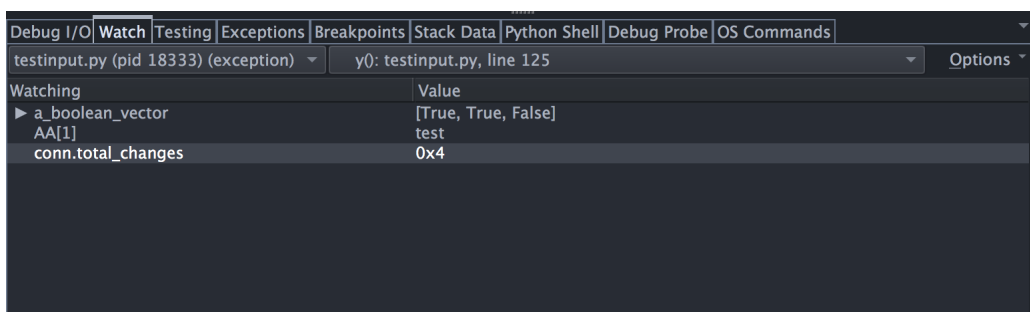 Debug I/O Watch Testing Exceptions Breakpoints Stack Data Python Shell Debug Probe OS Commands
testinput.py (pid 18333) (exception) y(): testinput.py, line 125 Options
Watching Value
a_boolean_vector [True, True, False]
AA[1] test
conn.total_changes 0x4